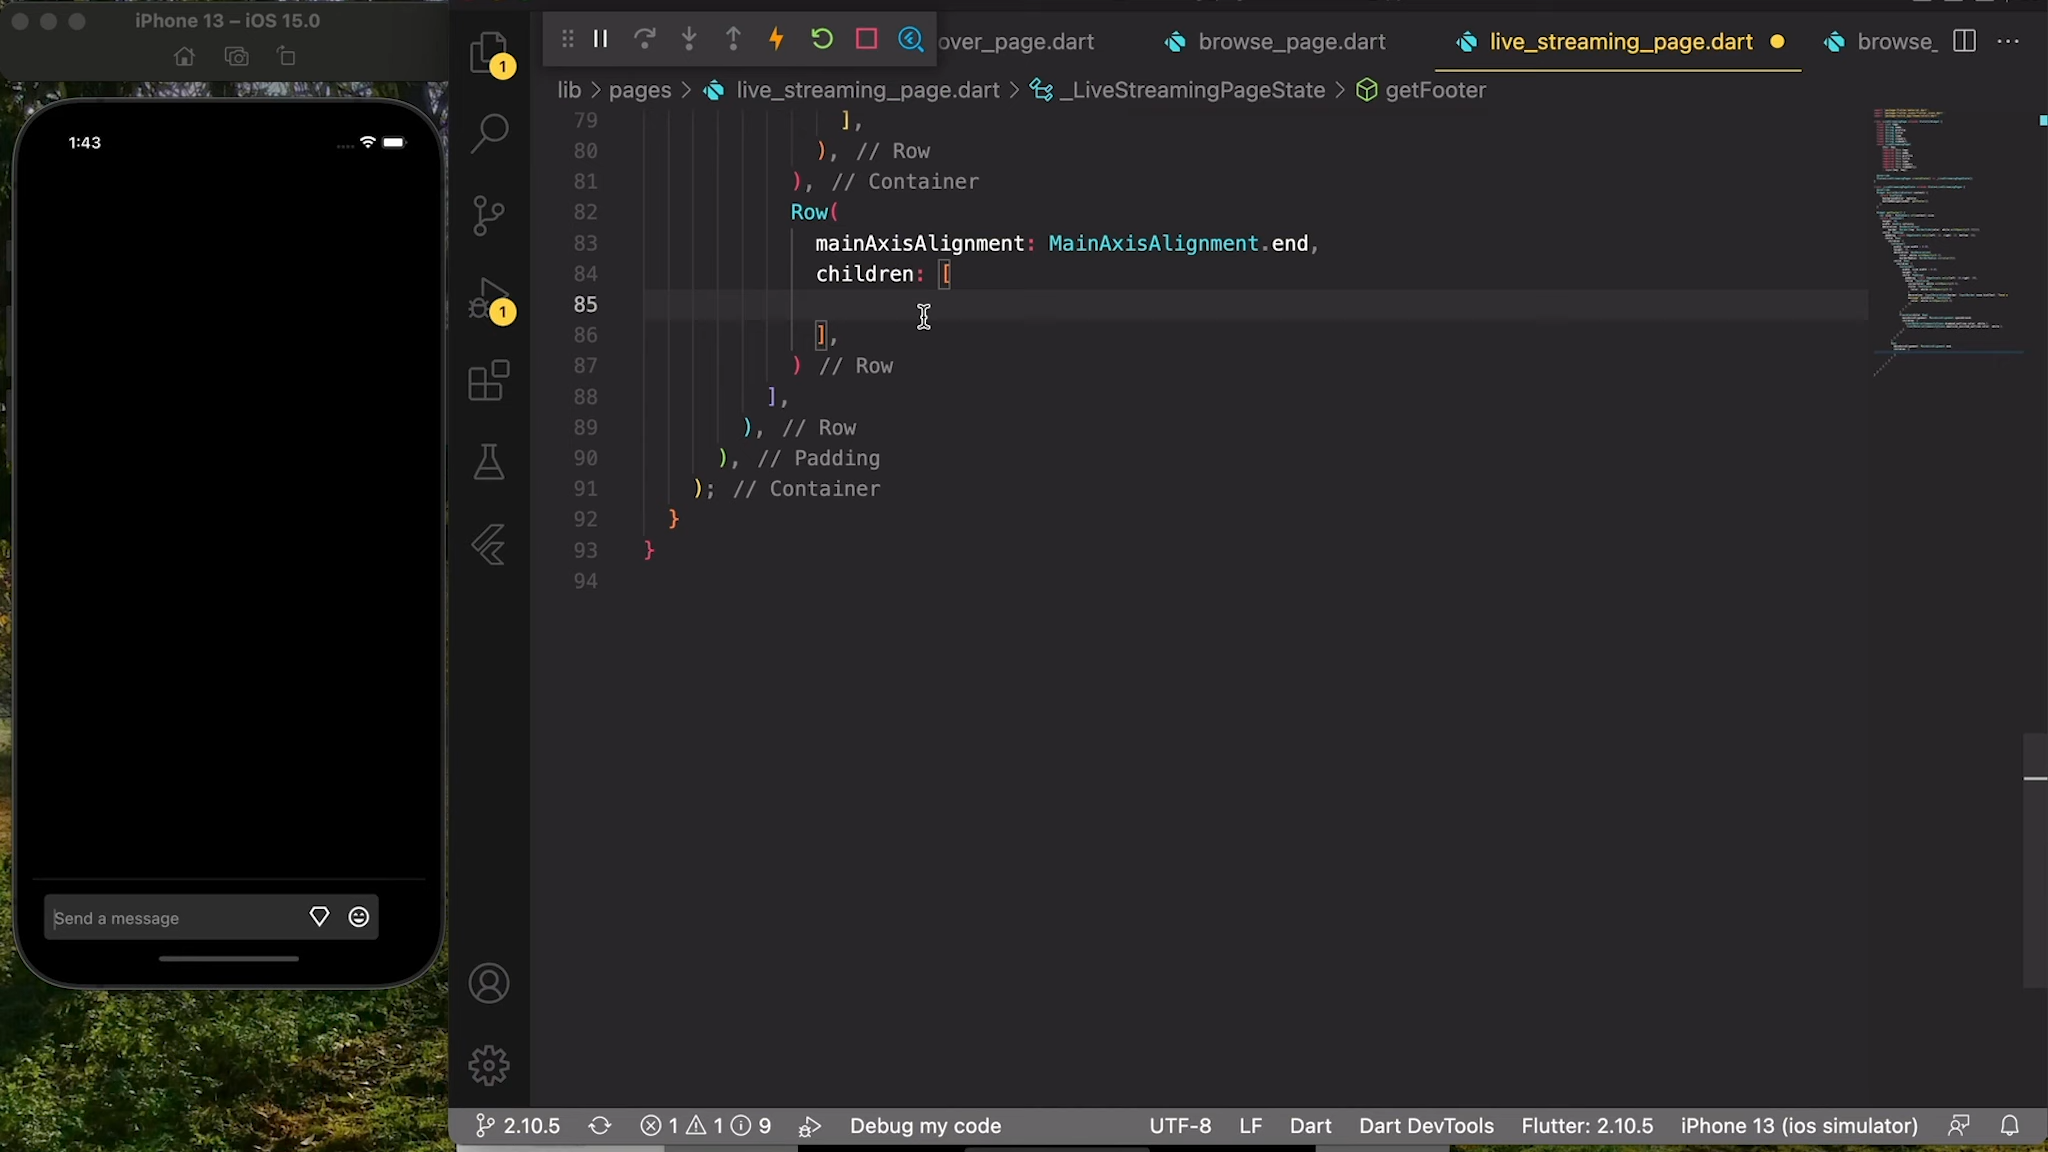 iPhone 13 – iOS 15.0
1:43
Send a message
1
1
over_page.dart
browse_page.dart
live_streaming_page.dart
browse_
lib > pages > live_streaming_page.dart > _LiveStreamingPageState > getFooter
79 ],
80 ), // Row
81 ), // Container
82 Row(
83 mainAxisAlignment: MainAxisAlignment.end,
84 children: [
85
86 ],
87 ) // Row
88 ],
89 ), // Row
90 ), // Padding
91 ); // Container
92 }
93 }
94
2.10.5 1 1 9 Debug my code UTF-8 LF Dart Dart DevTools Flutter: 2.10.5 iPhone 13 (ios simulator)